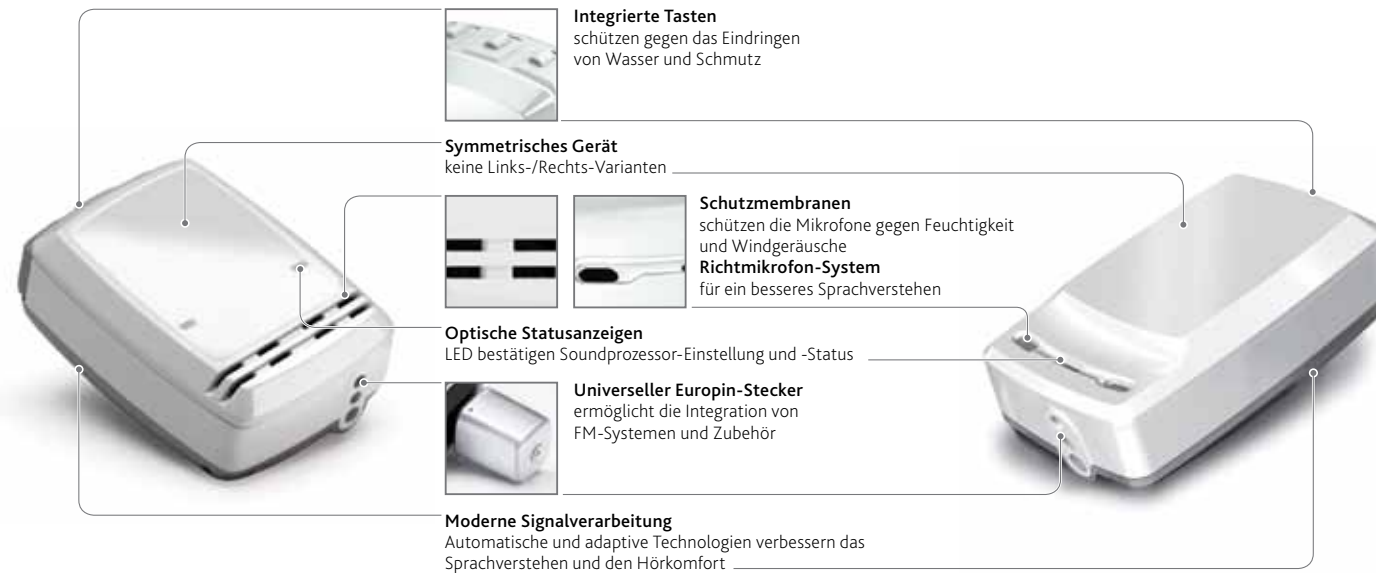 Integrierte Tasten
schützen gegen das Eindringen
von Wasser und Schmutz
Symmetrisches Gerät
keine Links-/Rechts-Varianten
Schutzmembranen
schützen die Mikrofone gegen Feuchtigkeit
und Windgeräusche
Richtmikrofon-System
für ein besseres Sprachverstehen
Optische Statusanzeigen
LED bestätigen Soundprozessor-Einstellung und -Status
Universeller Europin-Stecker
ermöglicht die Integration von
FM-Systemen und Zubehör
Moderne Signalverarbeitung
Automatische und adaptive Technologien verbessern das
Sprachverstehen und den Hörkomfort